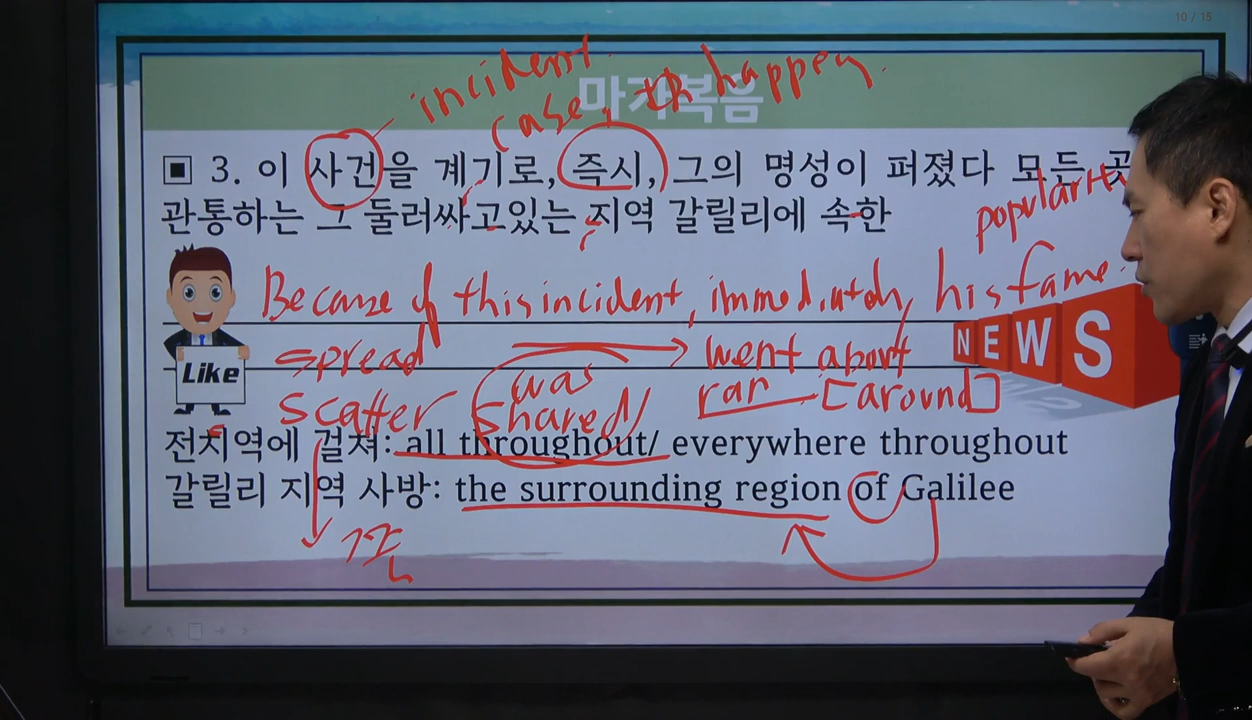 10 / 15
incident.
case, th happen.
마가복음
▣ 3. 이 사건을 계기로, 즉시, 그의 명성이 퍼졌다 모든 곳
관통하는 그 둘러싸고있는 지역 갈릴리에 속한
popularity
Because of this incident, immediately, his fame.
spread went about
NEWS
Like
was
scatter shared/ ran [around]
전치역에 걸쳐: all throughout/ everywhere throughout
갈릴리 지역 사방: the surrounding region of Galilee